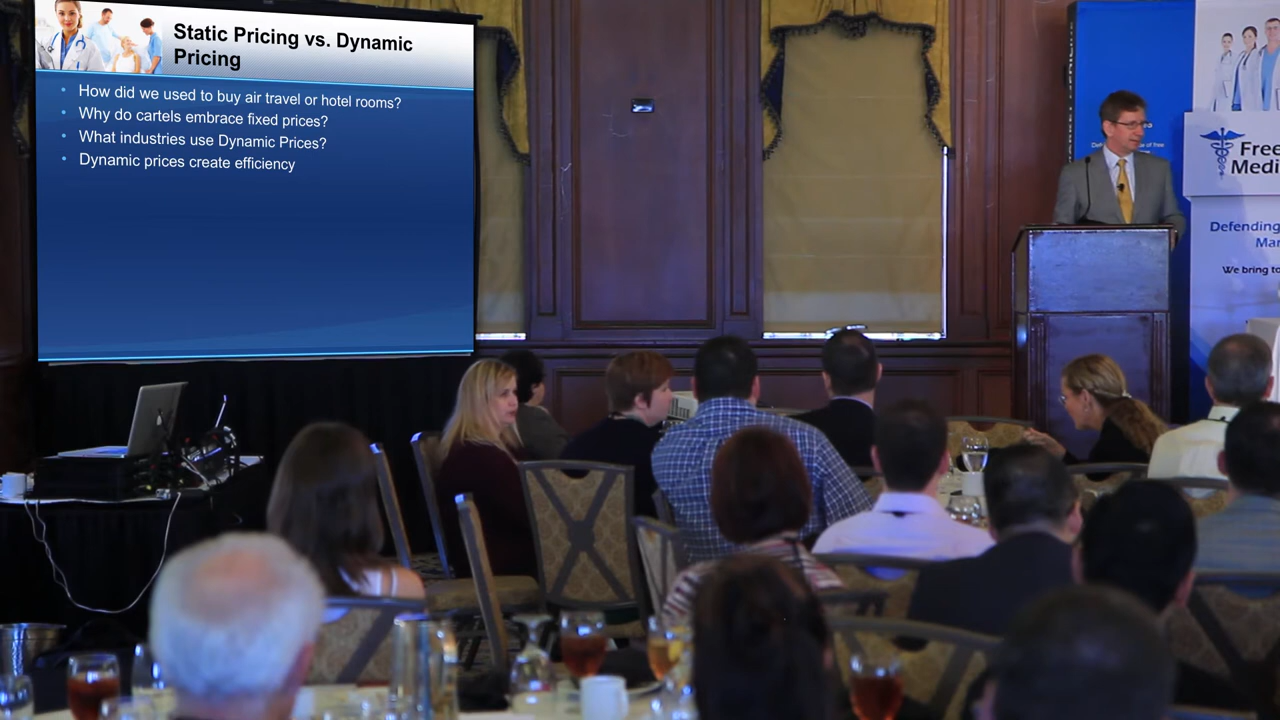 Static Pricing vs. Dynamic
Pricing
• How did we used to buy air travel or hotel rooms?
• Why do cartels embrace fixed prices?
• What industries use Dynamic Prices?
• Dynamic prices create efficiency
Free
Medi
Defending
Mar
We bring to